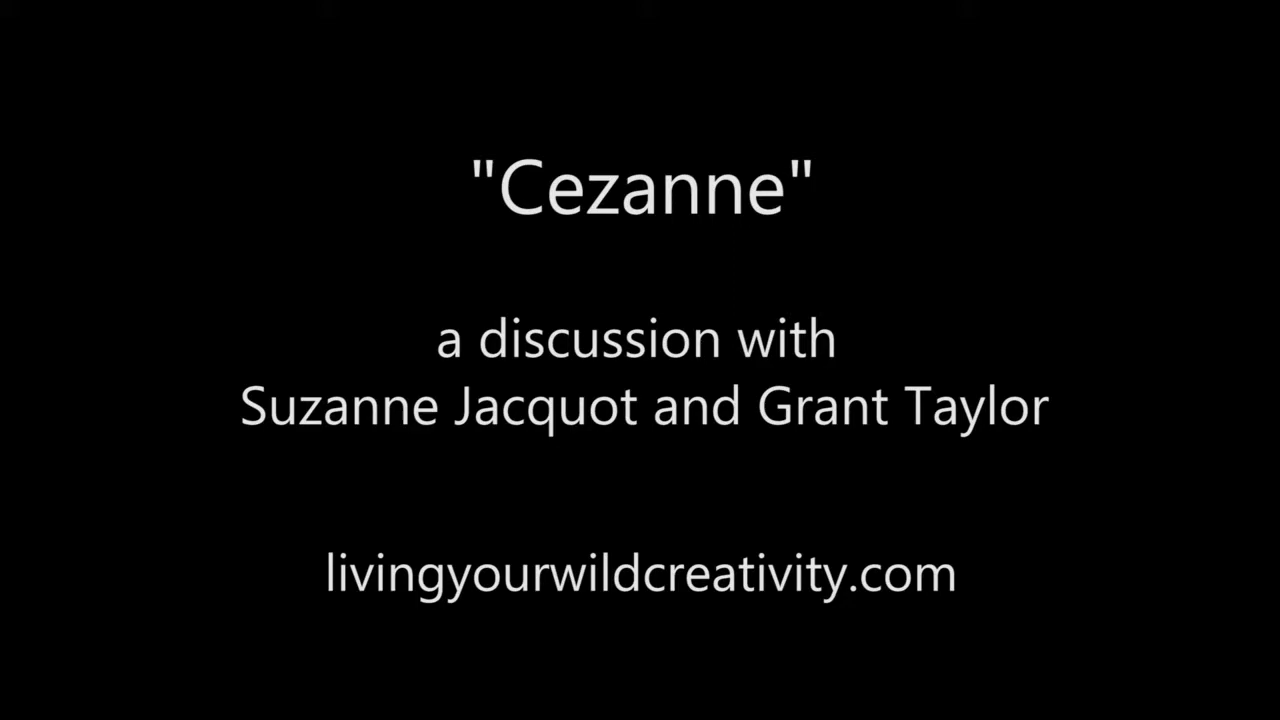 "Cezanne"
a discussion with
Suzanne Jacquot and Grant Taylor
livingyourwildcreativity.com